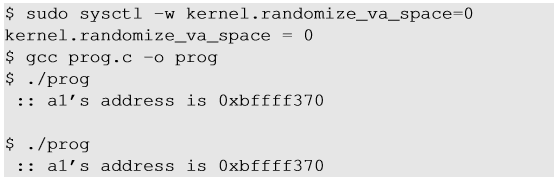 $ sudo sysctl -w kernel.randomize_va_space=0
kernel.randomize_va_space = 0
$ gcc prog.c -o prog
$ ./prog
:: a1's address is 0xbffff370
$ ./prog
:: a1's address is 0xbffff370